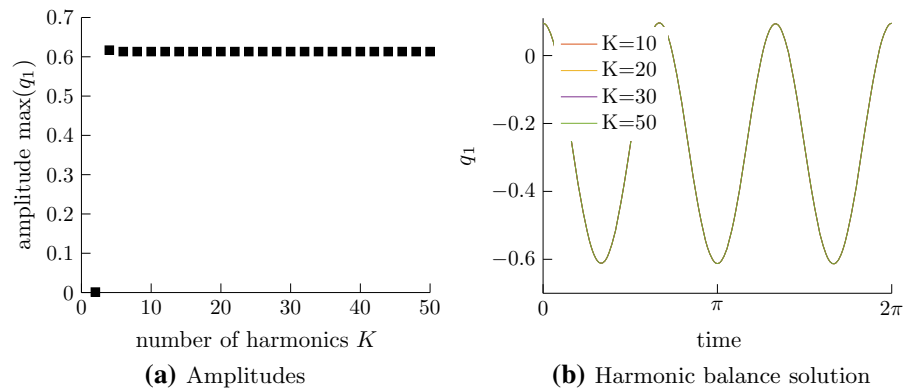 0.7
0.6
0.5
0.4
0.3
0.2
0.1
0
0 10 20 30 40 50
amplitude max(q₁)
number of harmonics K
(a) Amplitudes
0
−0.2
−0.4
−0.6
q₁
K=10
K=20
K=30
K=50
0 π 2π
time
(b) Harmonic balance solution